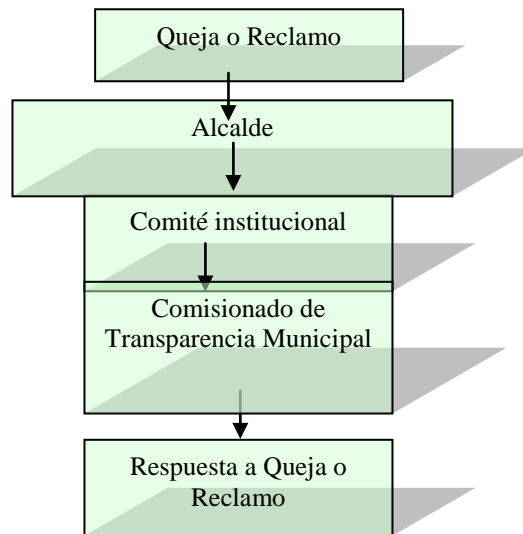 Queja o Reclamo
Alcalde
Comité institucional
Comisionado de
Transparencia Municipal
Respuesta a Queja o
Reclamo